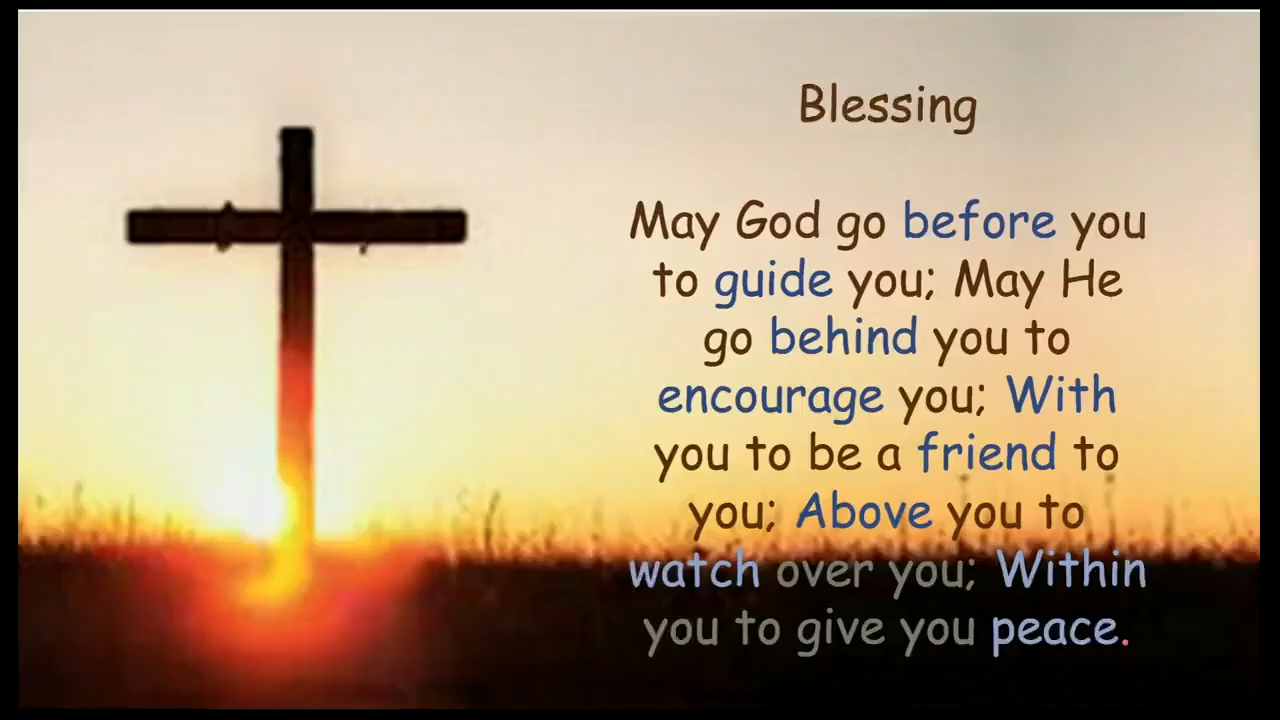 Blessing
May God go before you
to guide you; May He
go behind you to
encourage you; With
you to be a friend to
you; Above you to
watch over you; Within
you to give you peace.